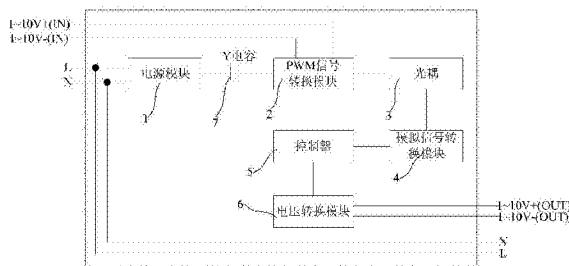 1~10V+(IN)
1~10V-(IN)
L
N
电源模块
1
Y电容
7
PWM信号
转换模块
2
光耦
3
控制器
5
模拟信号转
换模块
4
电压转换模块
6
1~10V+(OUT)
1~10V-(OUT)
N
L